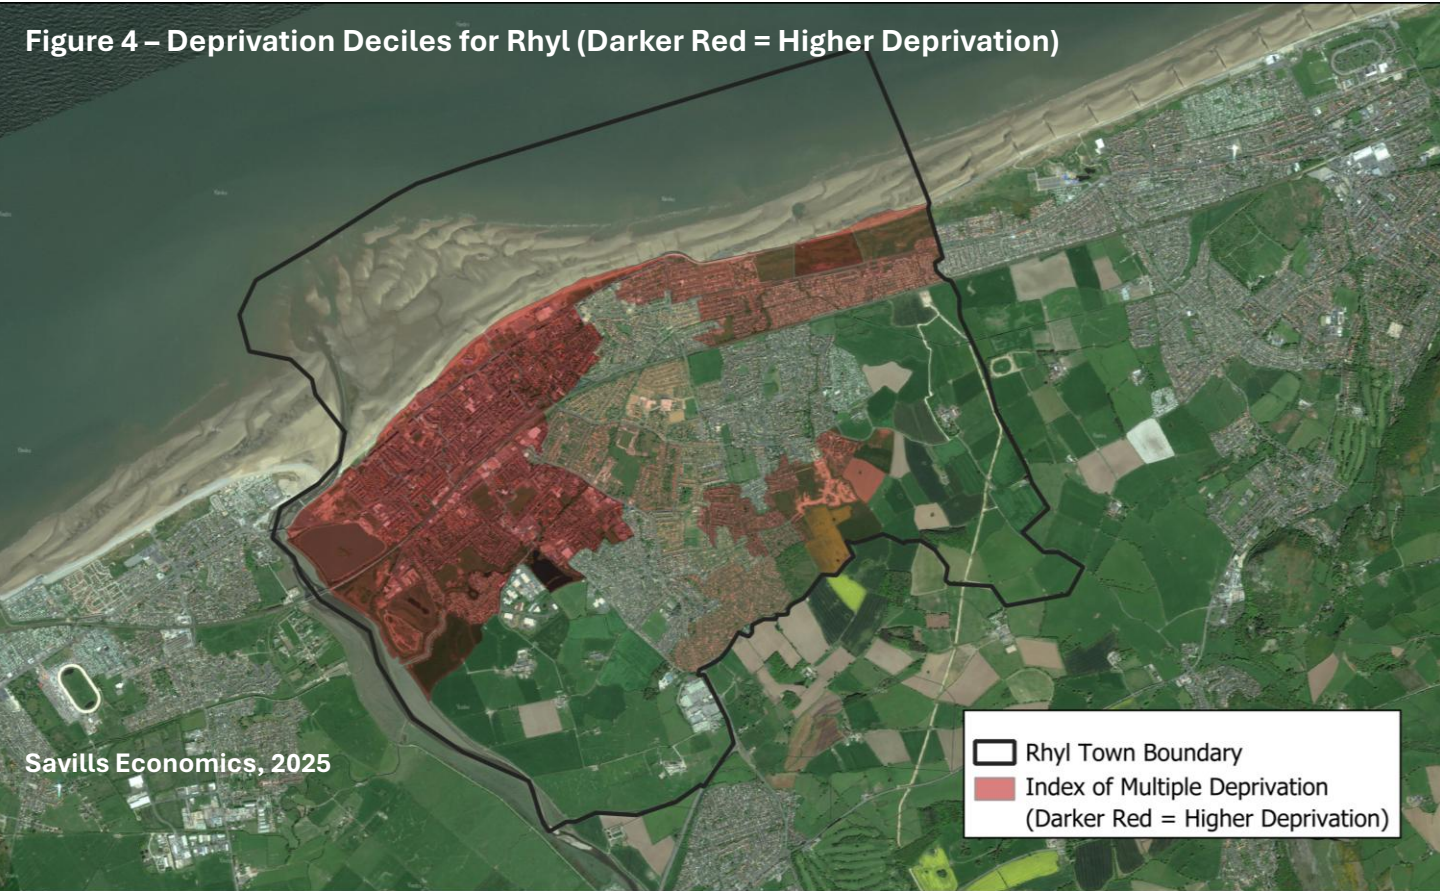 Figure 4 – Deprivation Deciles for Rhyl (Darker Red = Higher Deprivation)
Savills Economics, 2025
Rhyl Town Boundary
Index of Multiple Deprivation
(Darker Red = Higher Deprivation)